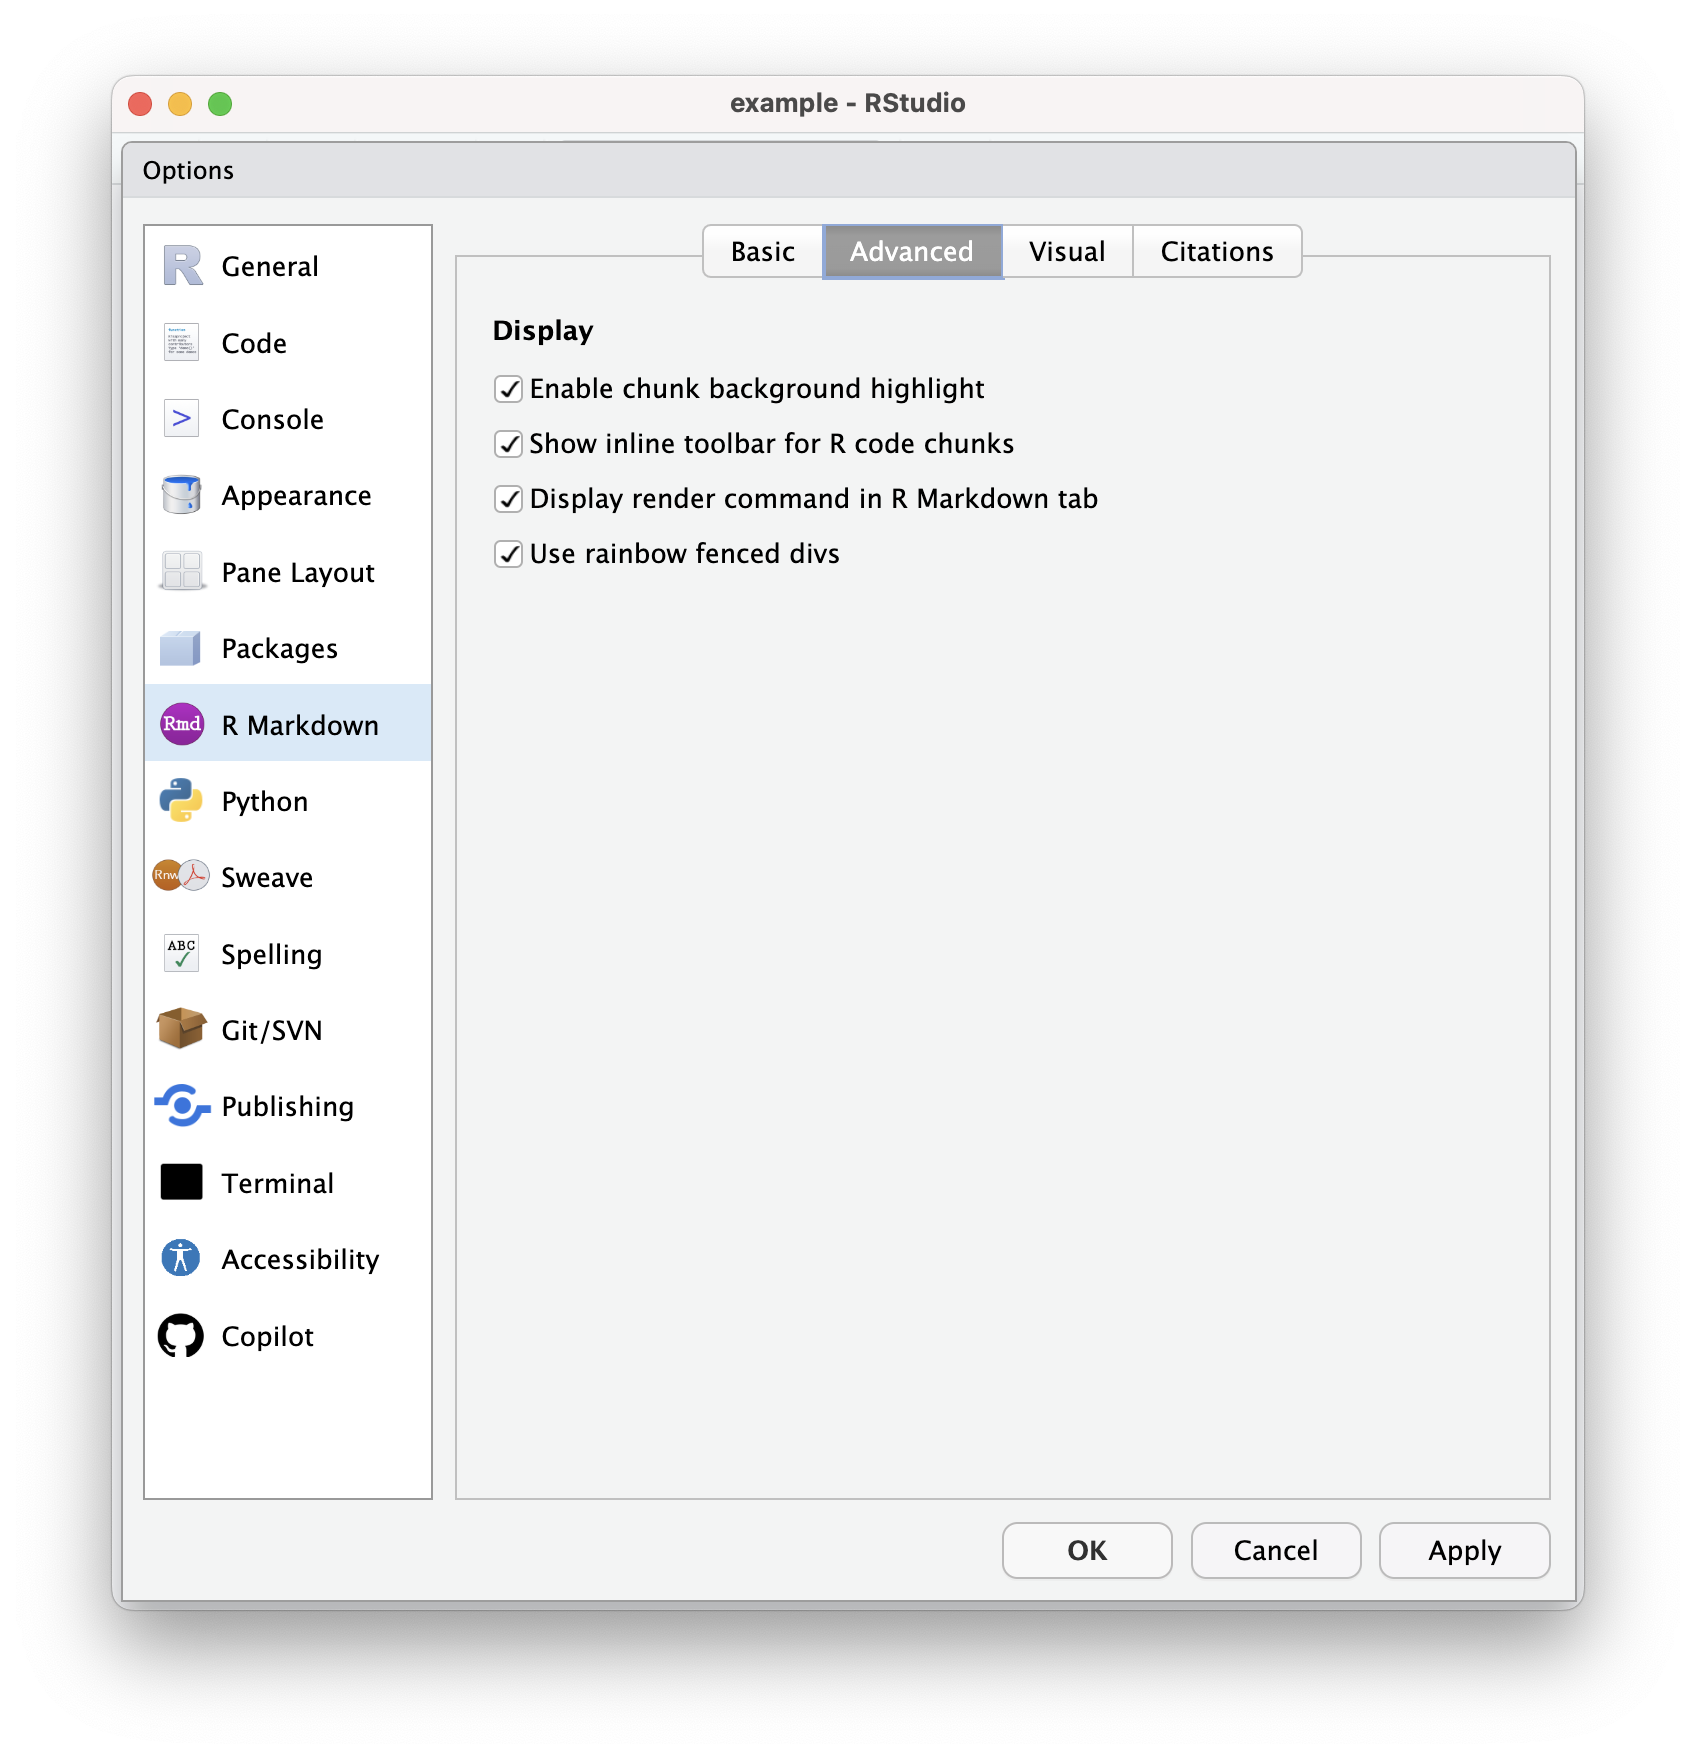 example - RStudio
Options
General
Code
Console
Appearance
Pane Layout
Packages
Rmd R Markdown
Python
Rnw Sweave
ABC Spelling
Git/SVN
Publishing
Terminal
Accessibility
Copilot
Basic Advanced Visual Citations
Display
Enable chunk background highlight
Show inline toolbar for R code chunks
Display render command in R Markdown tab
Use rainbow fenced divs
OK Cancel Apply